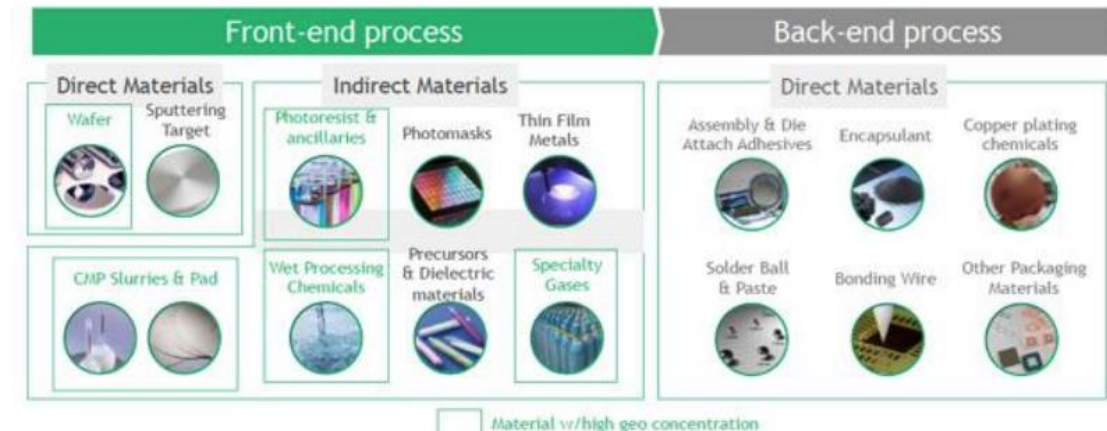 Front-end process
Back-end process
Direct Materials
Indirect Materials
Direct Materials
Wafer
Sputtering
Target
Photoresist &
ancillaries
Photomasks
Thin Film
Metals
Assembly & Die
Attach Adhesives
Encapsulant
Copper plating
chemicals
CMP Slurries & Pad
Wet Processing
Chemicals
Precursors
& Dielectric
materials
Specialty
Gases
Solder Ball
& Paste
Bonding Wire
Other Packaging
Materials
Material w/high geo concentration